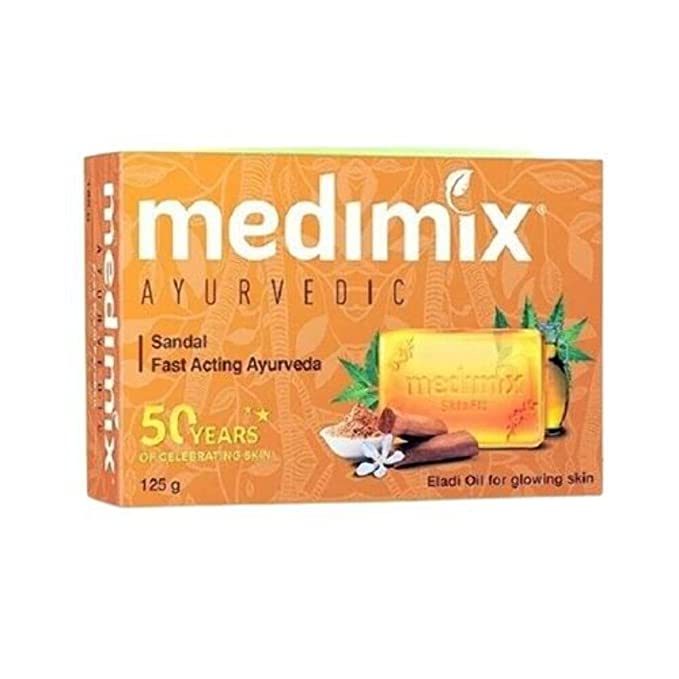 medimix®
AYURVEDIC
Sandal
Fast Acting Ayurveda
50 YEARS
OF CELEBRATING SKIN!
125 g
medimix
Eladi Oil for glowing skin
medimix